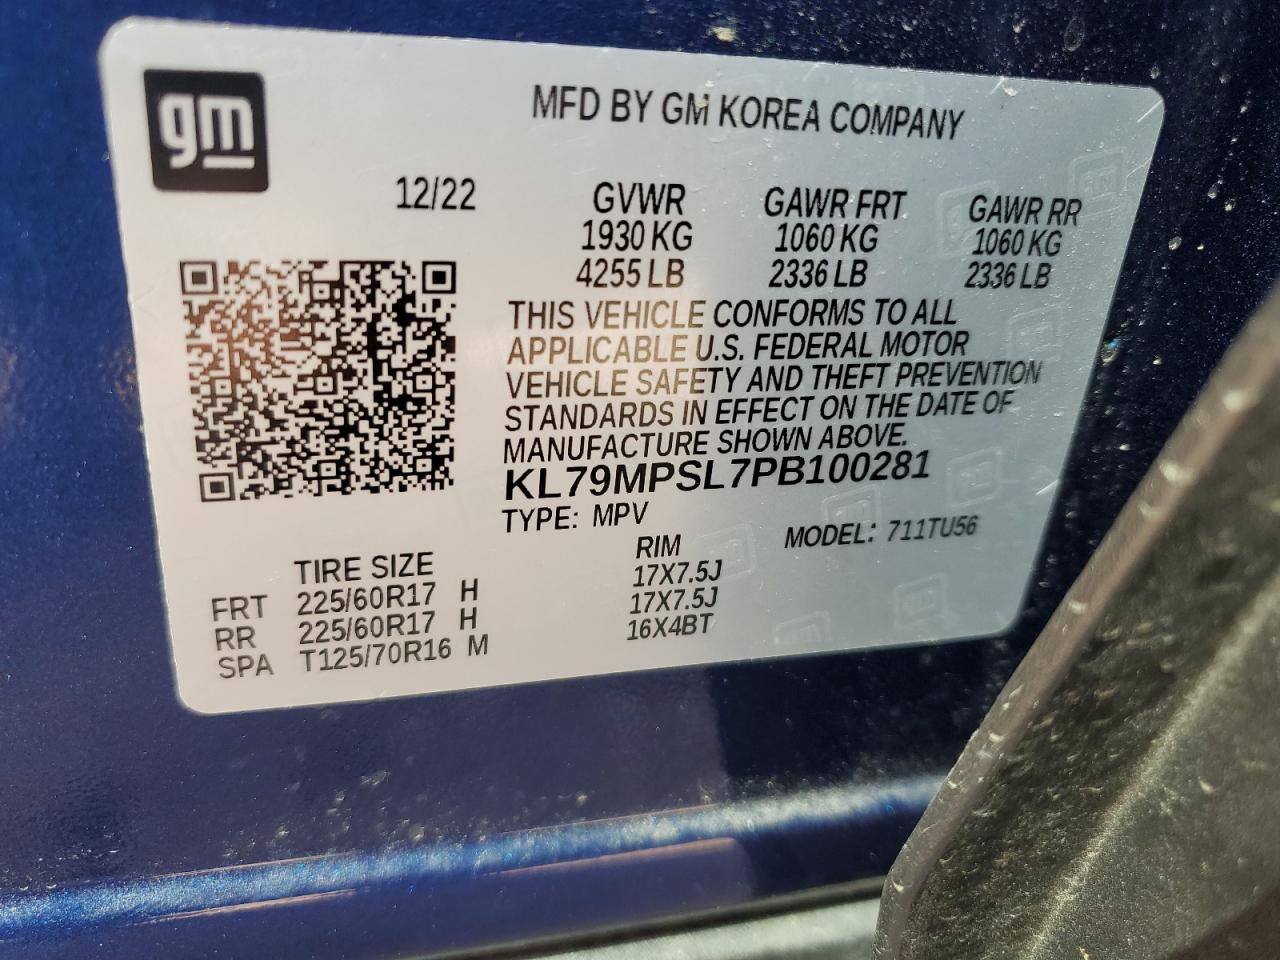 gm
MFD BY GM KOREA COMPANY
12/22 GVWR GAWR FRT GAWR RR
1930 KG 1060 KG 1060 KG
4255 LB 2336 LB 2336 LB
THIS VEHICLE CONFORMS TO ALL
APPLICABLE U.S. FEDERAL MOTOR
VEHICLE SAFETY AND THEFT PREVENTION
STANDARDS IN EFFECT ON THE DATE OF
MANUFACTURE SHOWN ABOVE.
KL79MPSL7PB100281
TYPE: MPV MODEL: 711TU56
TIRE SIZE RIM
FRT 225/60R17 H 17X7.5J
RR 225/60R17 H 17X7.5J
SPA T125/70R16 M 16X4BT